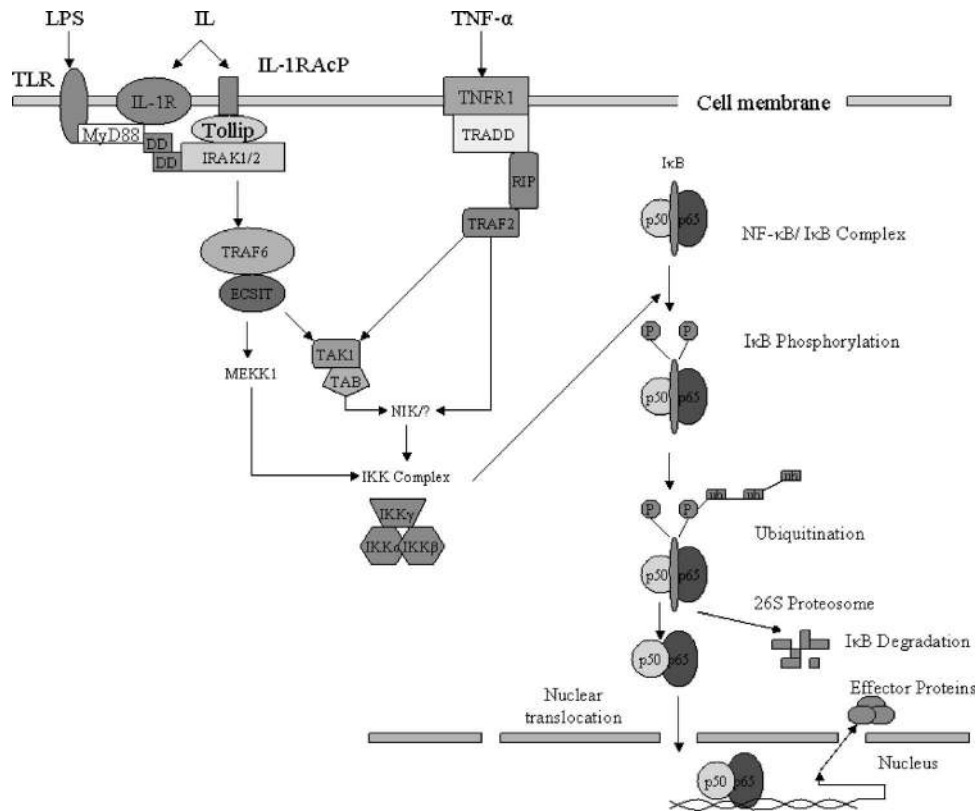 LPS
IL
TNF-α
IL-1RAcP
TLR
IL-1R
TNFR1
Cell membrane
MyD88
DD
Tollip
TRADD
DD
IRAK1/2
IκB
RIP
p50
p65
TRAF2
NF-κB/ IκB Complex
TRAF6
ECSIT
P
P
IκB Phosphorylation
TAK1
MEKK1
TAB
p50
p65
NIK/?
IKK Complex
ub
ub
ub
P
P
IKKγ
Ubiquitination
IKKα
IKKβ
p50
p65
26S Proteosome
IκB Degradation
p50
p65
Effector Proteins
Nuclear
translocation
Nucleus
p50
p65